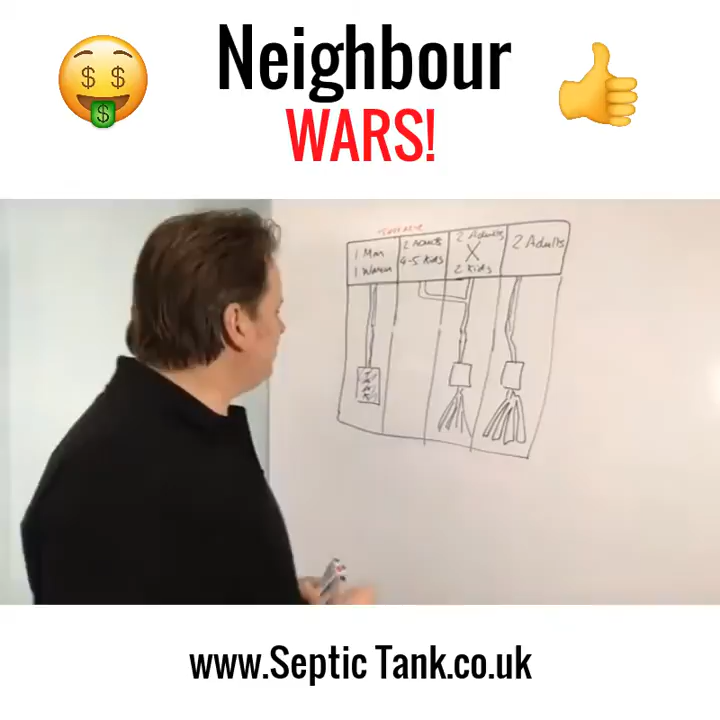 Neighbour
WARS!
1 Man
1 Woman
2 Adults
4-5 Kids
2 Adults
X
2 Kids
2 Adults
www.Septic Tank.co.uk